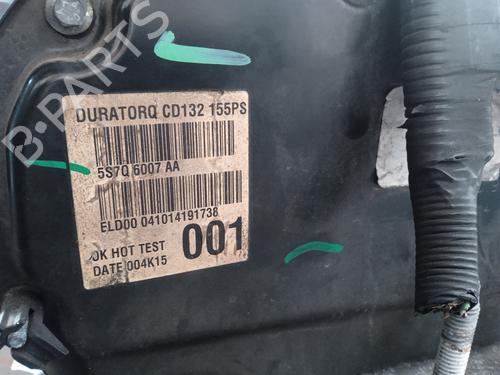 B-PARTS
DURATORQ CD132 155PS
5S7Q 6007 AA
ELD00 041014191738
OK HOT TEST 001
DATE 004K15